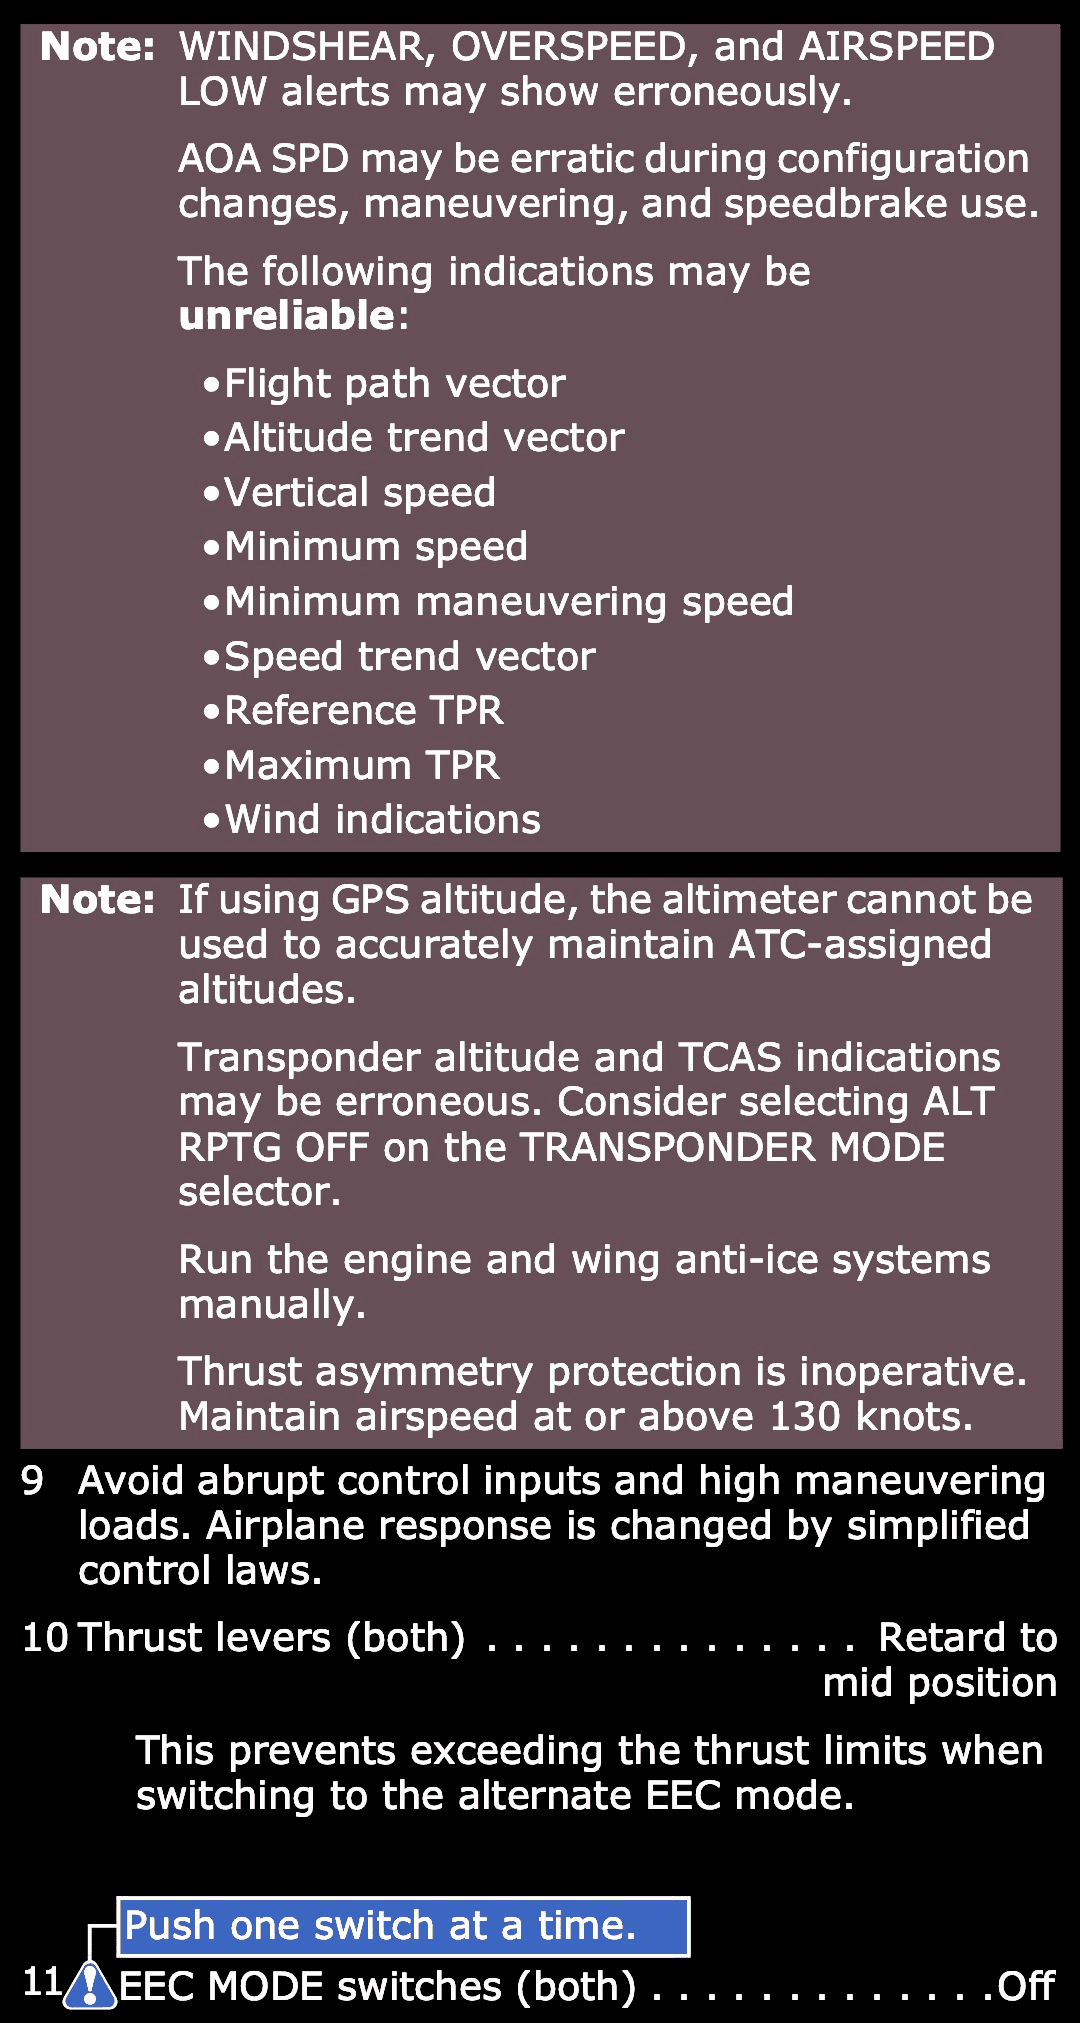 Note: WINDSHEAR, OVERSPEED, and AIRSPEED
LOW alerts may show erroneously.
AOA SPD may be erratic during configuration
changes, maneuvering, and speedbrake use.
The following indications may be
unreliable:
•Flight path vector
•Altitude trend vector
•Vertical speed
•Minimum speed
•Minimum maneuvering speed
•Speed trend vector
•Reference TPR
•Maximum TPR
•Wind indications
Note: If using GPS altitude, the altimeter cannot be
used to accurately maintain ATC-assigned
altitudes.
Transponder altitude and TCAS indications
may be erroneous. Consider selecting ALT
RPTG OFF on the TRANSPONDER MODE
selector.
Run the engine and wing anti-ice systems
manually.
Thrust asymmetry protection is inoperative.
Maintain airspeed at or above 130 knots.
9 Avoid abrupt control inputs and high maneuvering
loads. Airplane response is changed by simplified
control laws.
10 Thrust levers (both) . . . . . . . . . . . . . . Retard to
mid position
This prevents exceeding the thrust limits when
switching to the alternate EEC mode.
Push one switch at a time.
11 ! EEC MODE switches (both) . . . . . . . . . . . . .Off